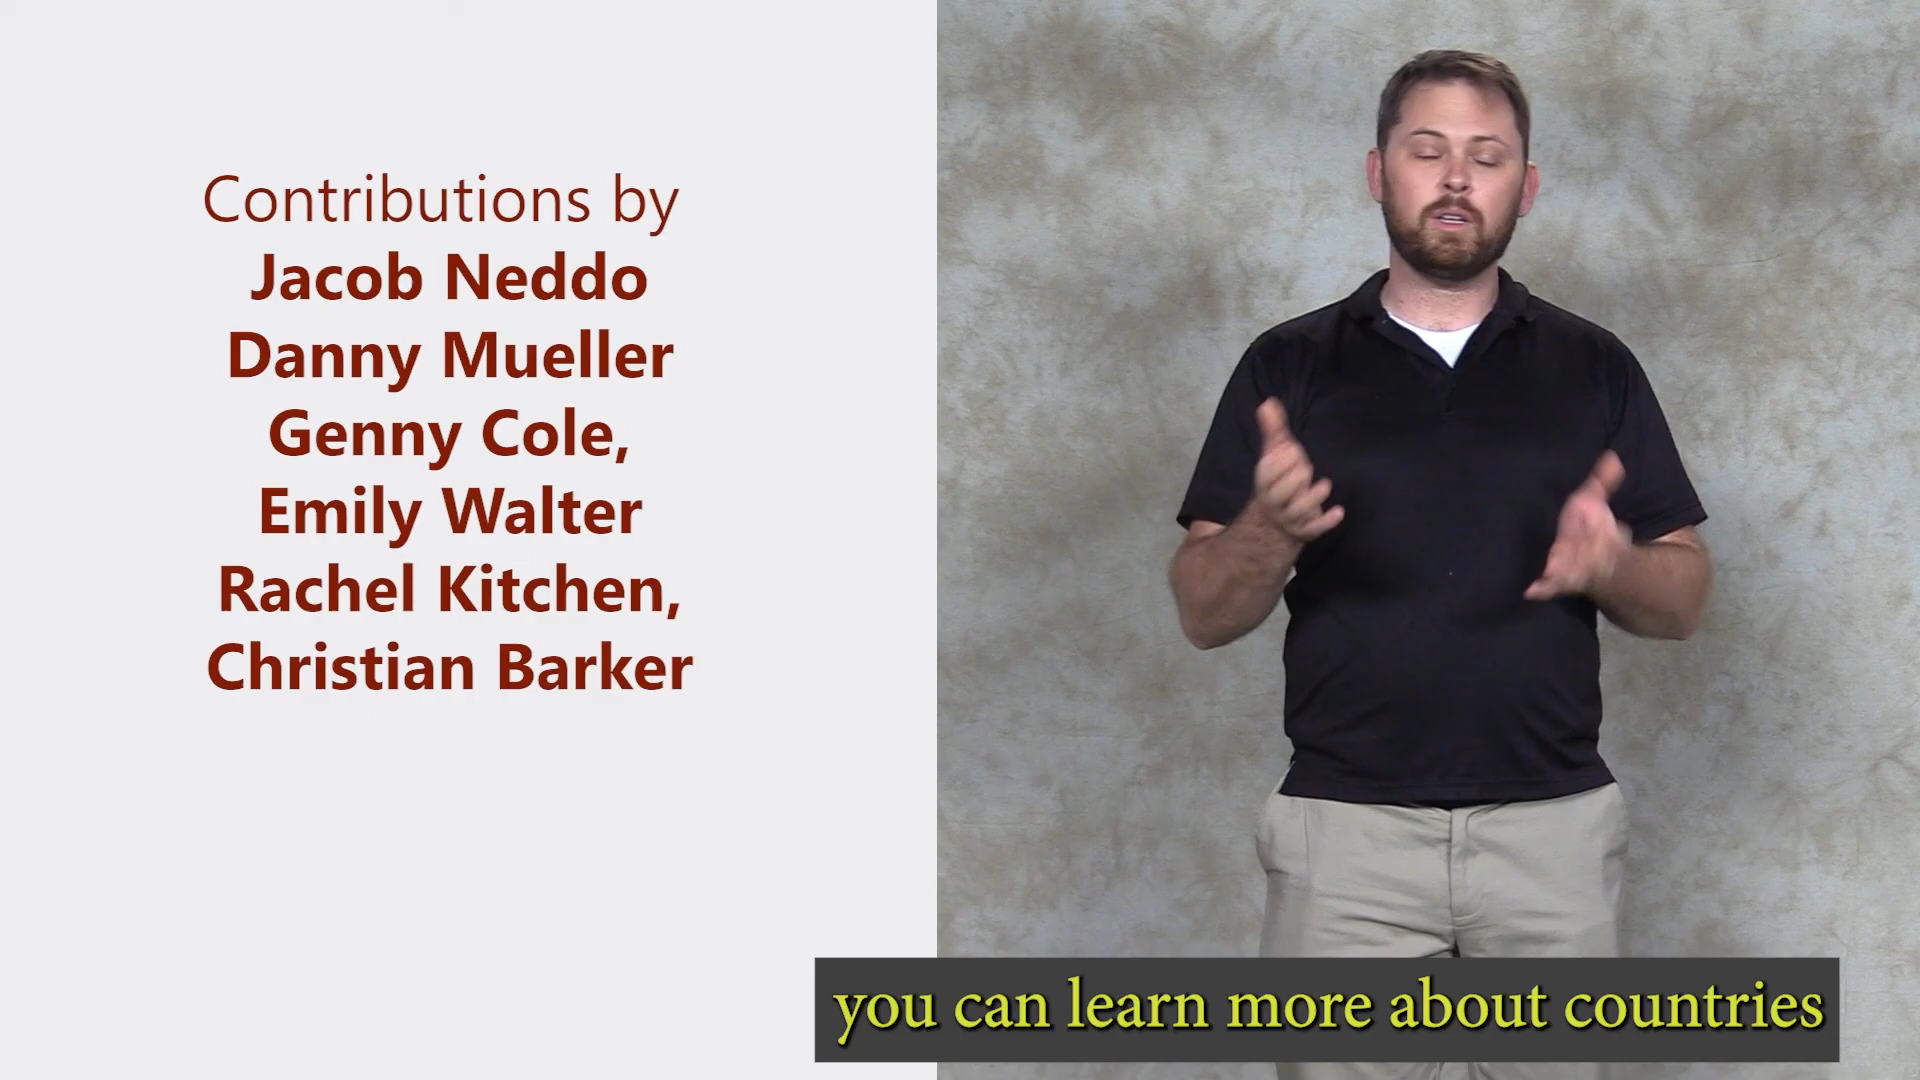 Contributions by
Jacob Neddo
Danny Mueller
Genny Cole,
Emily Walter
Rachel Kitchen,
Christian Barker
you can learn more about countries